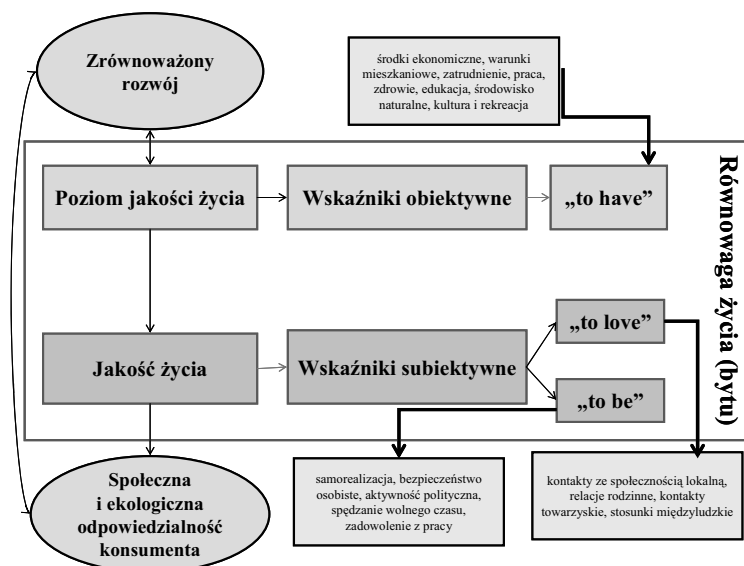 Zrównoważony
rozwój
środki ekonomiczne, warunki
mieszkaniowe, zatrudnienie, praca,
zdrowie, edukacja, środowisko
naturalne, kultura i rekreacja
Poziom jakości życia
Wskaźniki obiektywne
„to have”
Równowaga życia (bytu)
Jakość życia
Wskaźniki subiektywne
„to love”
„to be”
Społeczna
i ekologiczna
odpowiedzialność
konsumenta
samorealizacja, bezpieczeństwo
osobiste, aktywność polityczna,
spędzanie wolnego czasu,
zadowolenie z pracy
kontakty ze społecznością lokalną,
relacje rodzinne, kontakty
towarzyskie, stosunki międzyludzkie